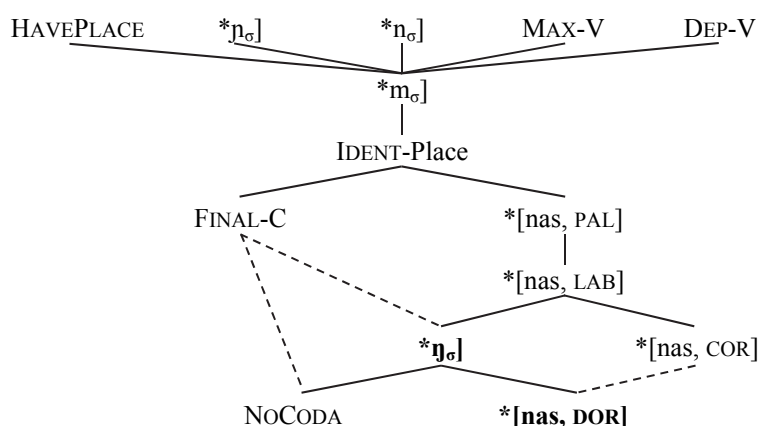 HAVEPLACE *ɲσ] *nσ] MAX-V DEP-V
*mσ]
IDENT-Place
FINAL-C *[nas, PAL]
*[nas, LAB]
*ŋσ] *[nas, COR]
NOCODA *[nas, DOR]